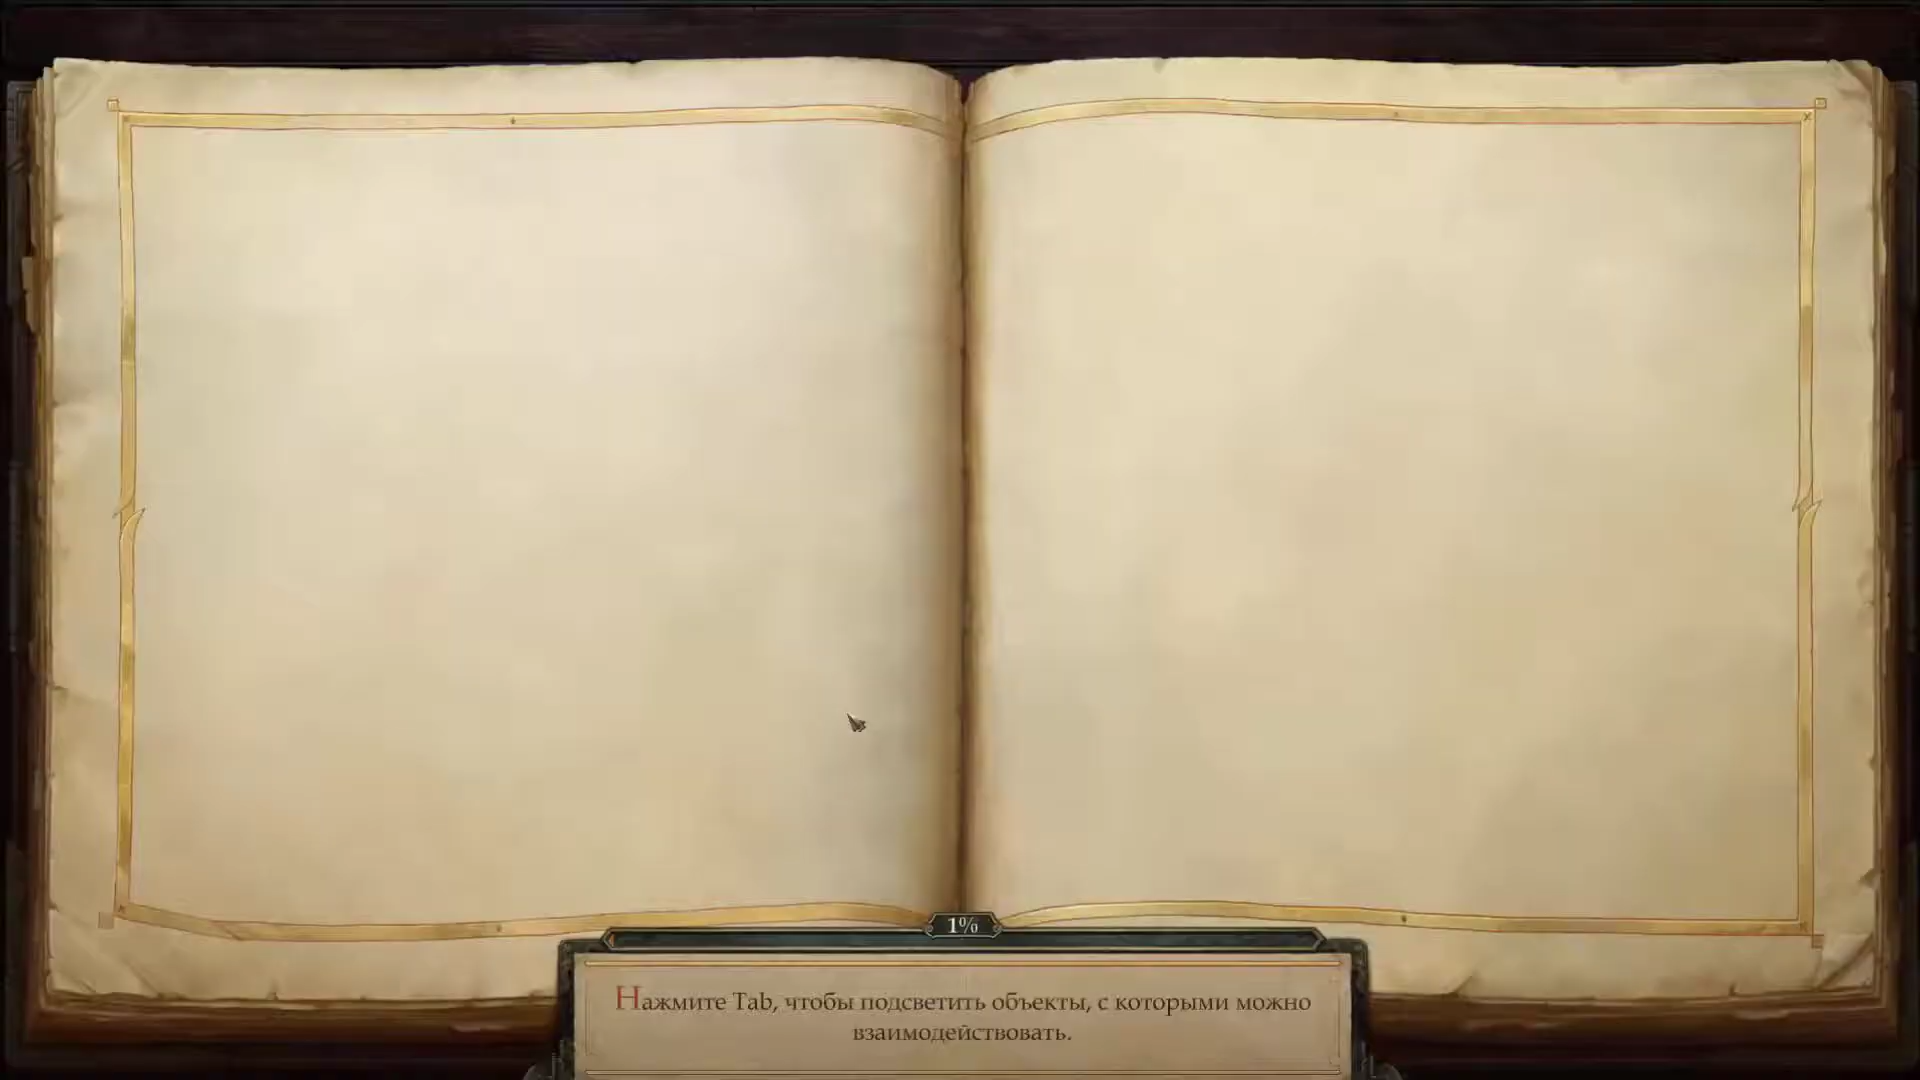 1%
Нажмите Tab, чтобы подсветить объекты, с которыми можно
взаимодействовать.